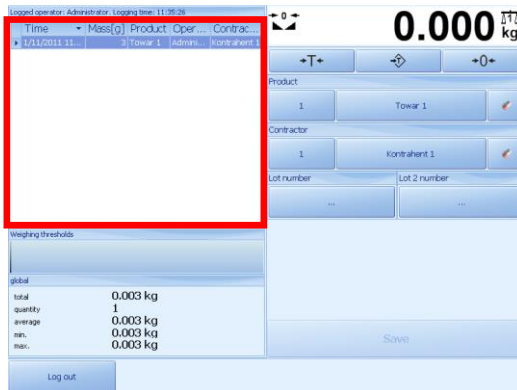 Logged operator: Administrator. Logging time: 11:35:26
Time Mass[g] Product Oper... Contrac...
1/11/2011 11... 3 Towar 1 Admini... Kontrahent 1
→0← 0.000 kg
→T← →T← →0←
Product
1 Towar 1
Contractor
1 Kontrahent 1
Lot number Lot 2 number
... ...
Weighing thresholds
global
total 0.003 kg
quantity 1
average 0.003 kg
min. 0.003 kg
max. 0.003 kg
Save
Log out